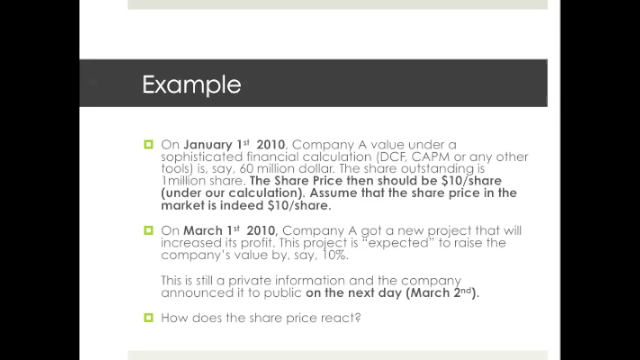 Example
On January 1st 2010, Company A value under a
sophisticated financial calculation (DCF, CAPM or any other
tools) is, say, 60 million dollar. The share outstanding is
1million share. The Share Price then should be $10/share
(under our calculation). Assume that the share price in the
market is indeed $10/share.
On March 1st 2010, Company A got a new project that will
increased its profit. This project is “expected” to raise the
company’s value by, say, 10%.
This is still a private information and the company
announced it to public on the next day (March 2nd).
How does the share price react?